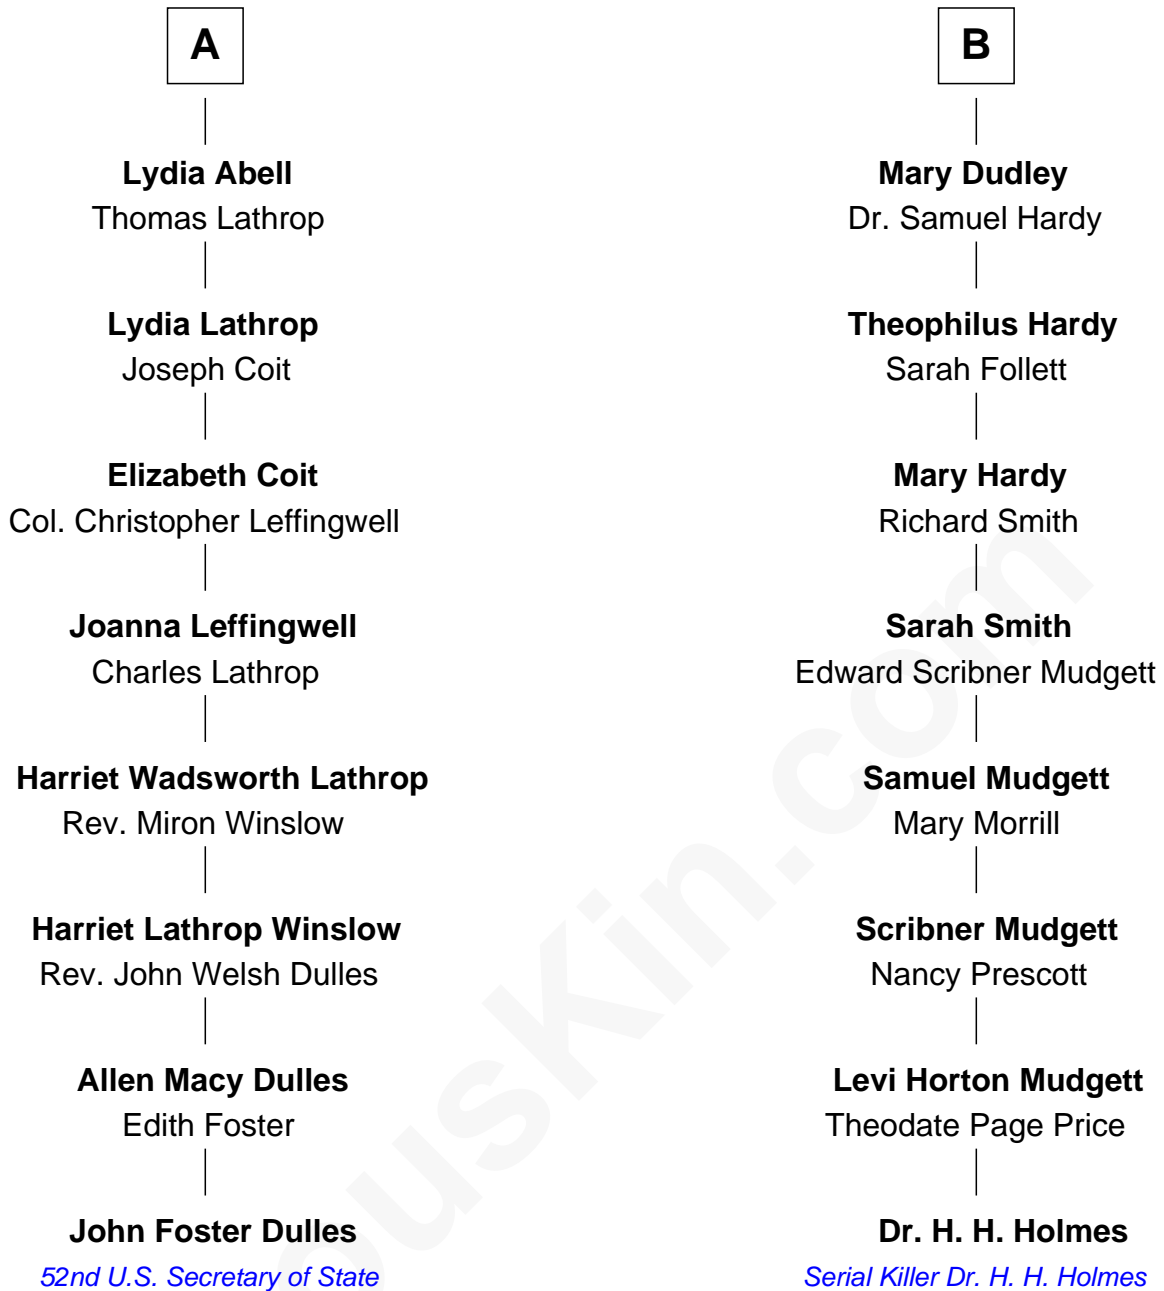 A
Lydia Abell
Thomas Lathrop
Lydia Lathrop
Joseph Coit
Elizabeth Coit
Col. Christopher Leffingwell
Joanna Leffingwell
Charles Lathrop
Harriet Wadsworth Lathrop
Rev. Miron Winslow
Harriet Lathrop Winslow
Rev. John Welsh Dulles
Allen Macy Dulles
Edith Foster
John Foster Dulles
52nd U.S. Secretary of State
B
Mary Dudley
Dr. Samuel Hardy
Theophilus Hardy
Sarah Follett
Mary Hardy
Richard Smith
Sarah Smith
Edward Scribner Mudgett
Samuel Mudgett
Mary Morrill
Scribner Mudgett
Nancy Prescott
Levi Horton Mudgett
Theodate Page Price
Dr. H. H. Holmes
Serial Killer Dr. H. H. Holmes
ousKin.com